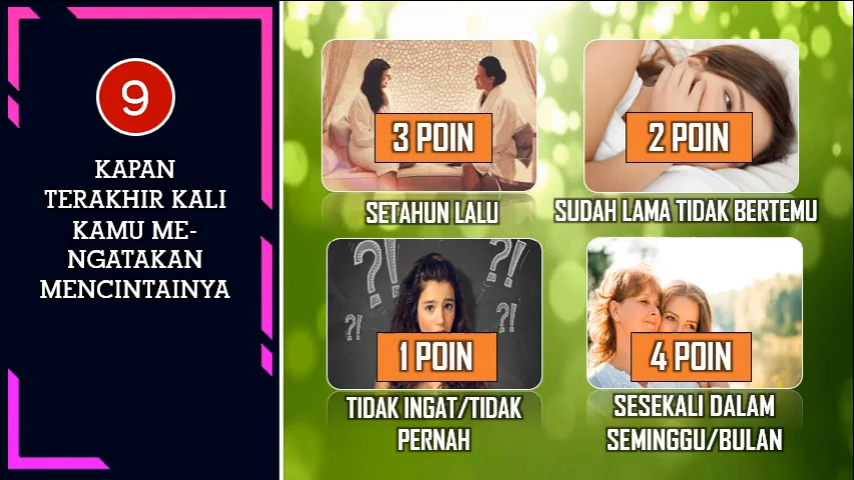 9
KAPAN
TERAKHIR KALI
KAMU ME-
NGATAKAN
MENCINTAINYA
3 POIN
SETAHUN LALU
2 POIN
SUDAH LAMA TIDAK BERTEMU
?! ?! ?! ?!
1 POIN
TIDAK INGAT/TIDAK
PERNAH
4 POIN
SESEKALI DALAM
SEMINGGU/BULAN